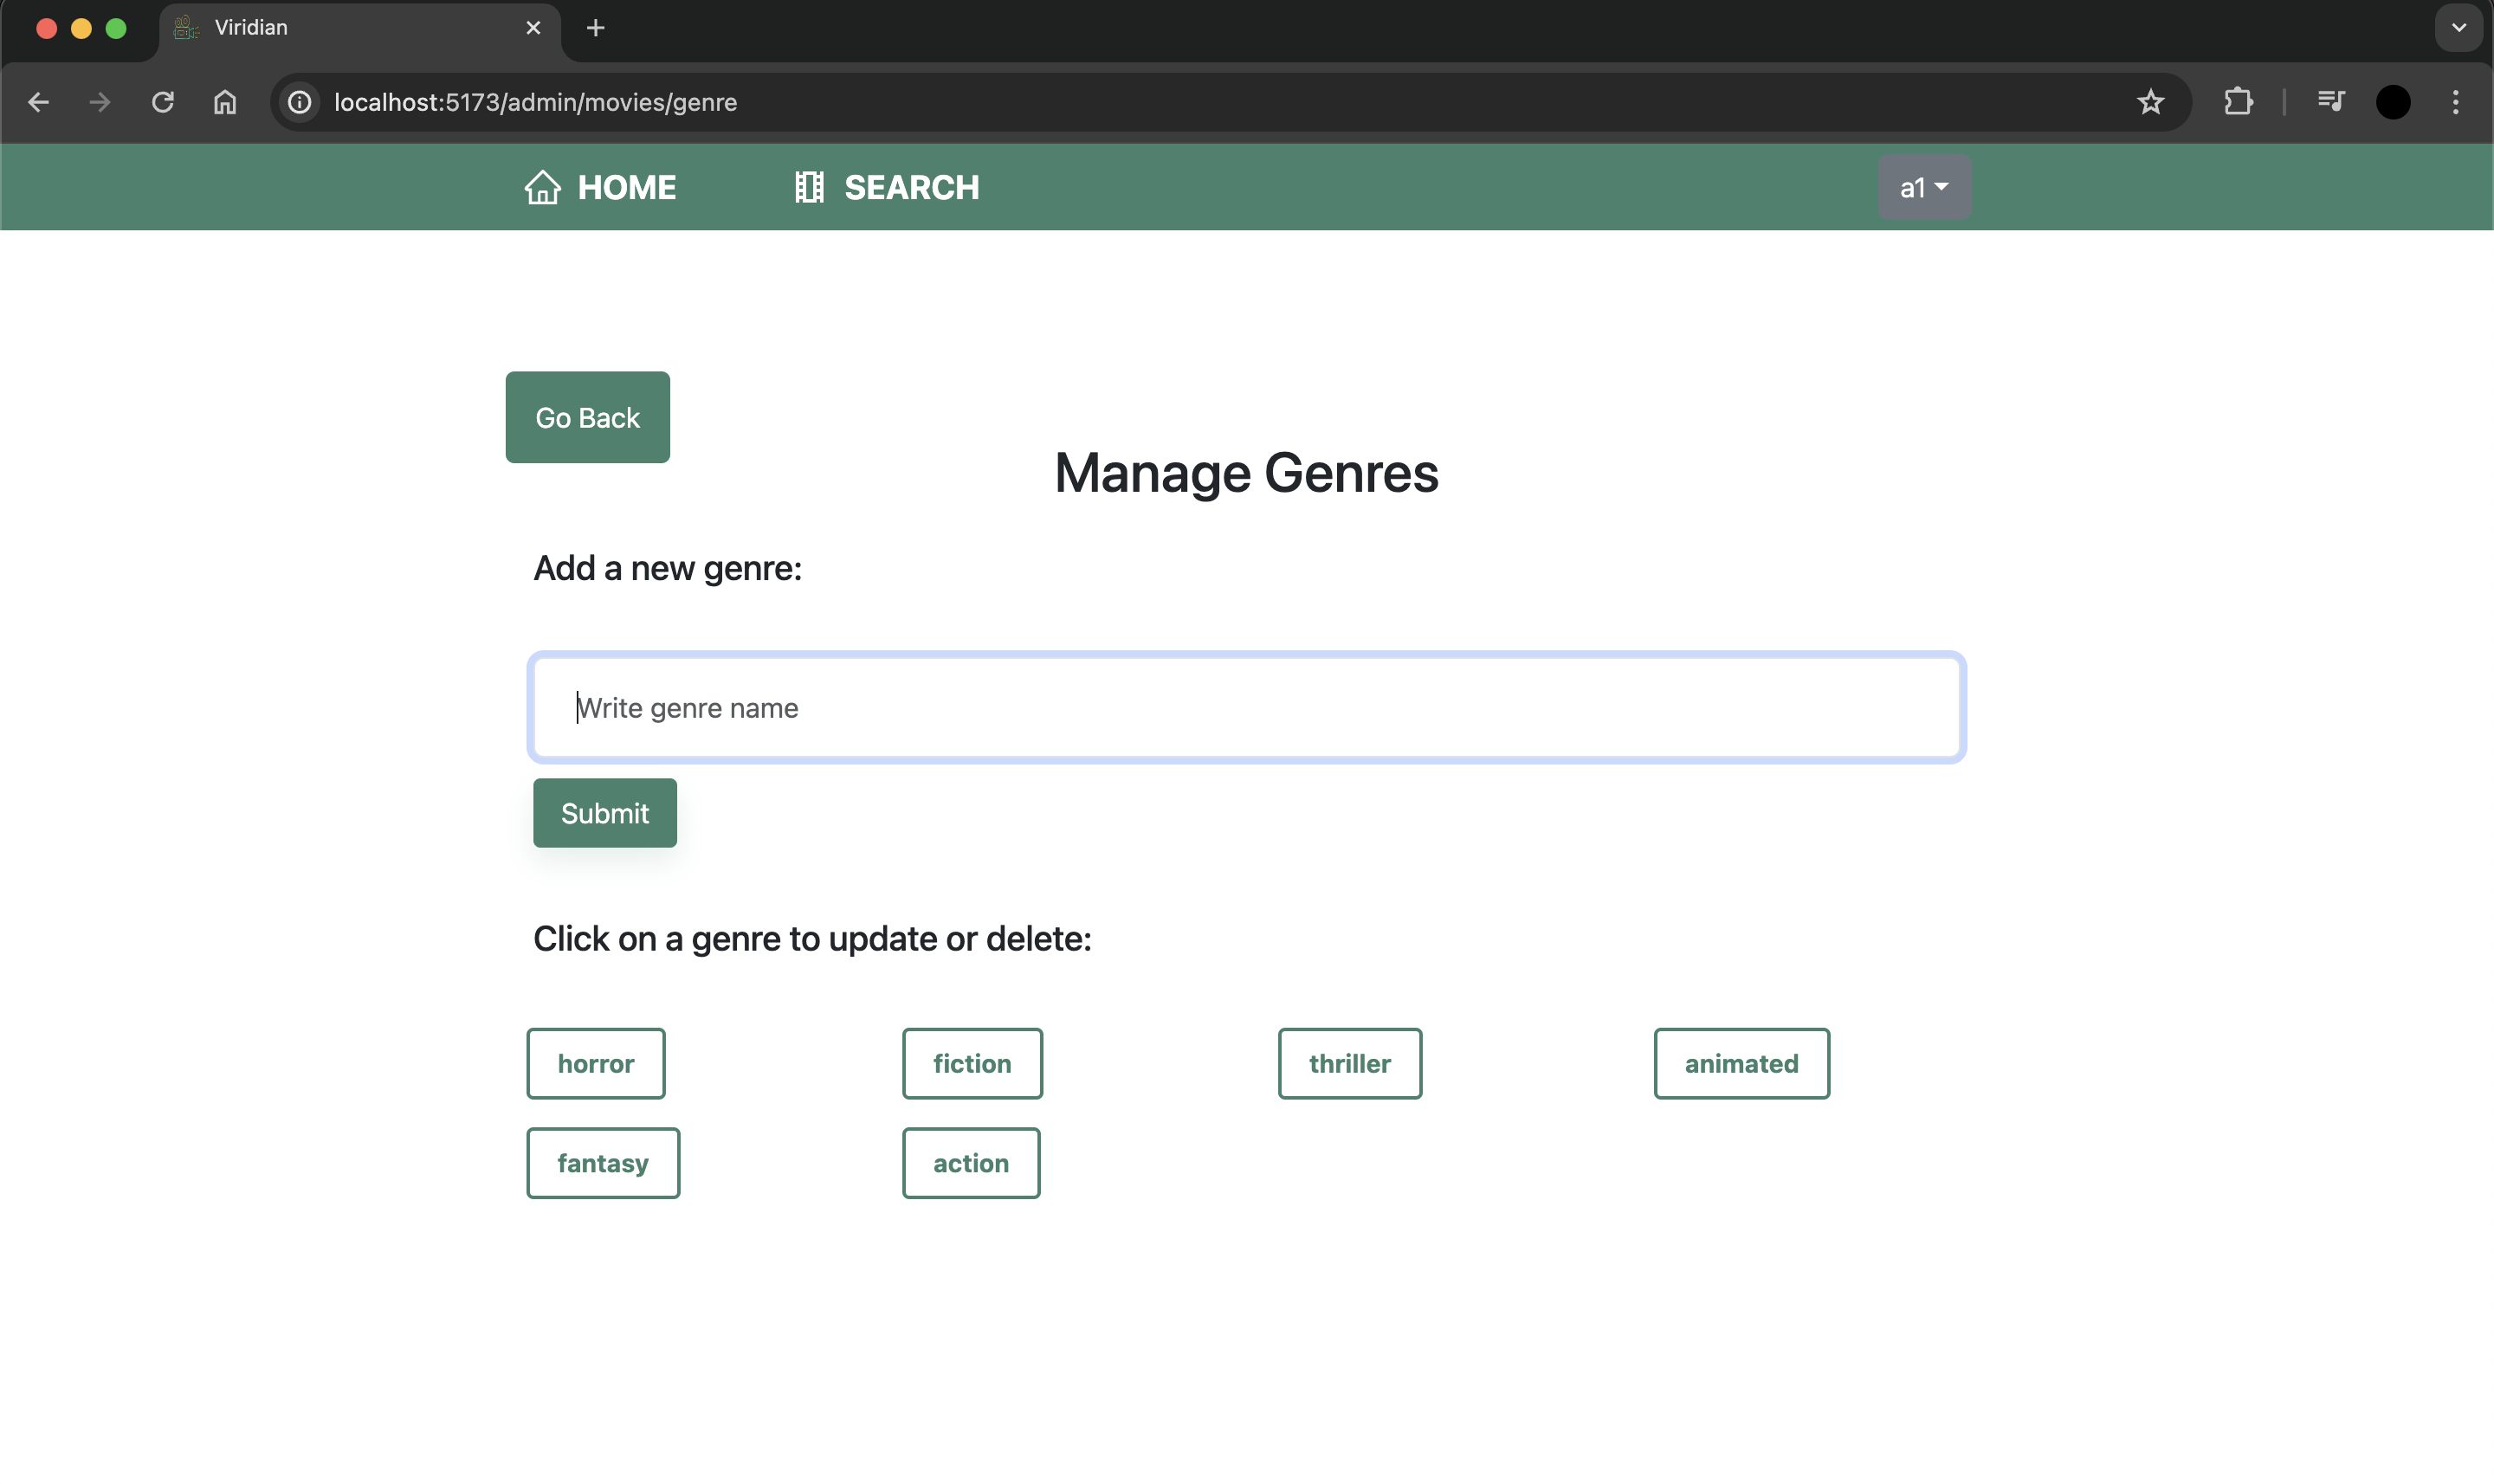 Viridian
localhost:5173/admin/movies/genre
HOME SEARCH a1
Go Back
Manage Genres
Add a new genre:
Write genre name
Submit
Click on a genre to update or delete:
horror fiction thriller animated
fantasy action